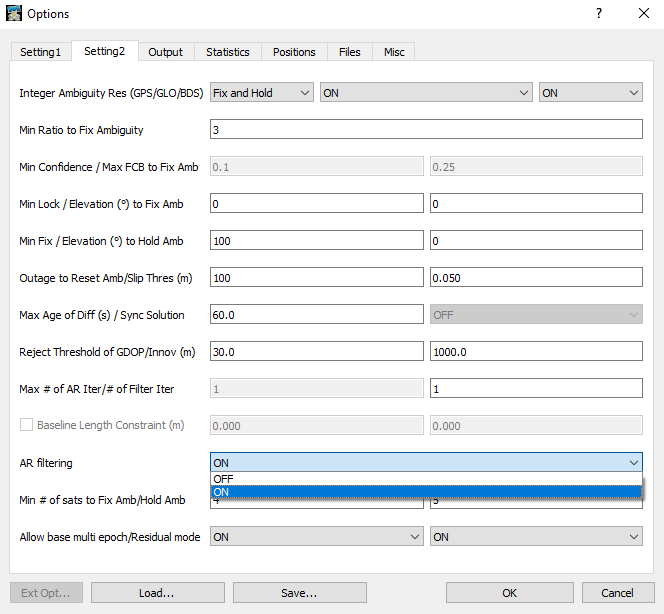 Options
Setting1 Setting2 Output Statistics Positions Files Misc
Integer Ambiguity Res (GPS/GLO/BDS) Fix and Hold ON ON
Min Ratio to Fix Ambiguity 3
Min Confidence / Max FCB to Fix Amb 0.1 0.25
Min Lock / Elevation (°) to Fix Amb 0 0
Min Fix / Elevation (°) to Hold Amb 100 0
Outage to Reset Amb/Slip Thres (m) 100 0.050
Max Age of Diff (s) / Sync Solution 60.0 OFF
Reject Threshold of GDOP/Innov (m) 30.0 1000.0
Max # of AR Iter/# of Filter Iter 1 1
Baseline Length Constraint (m) 0.000 0.000
AR filtering ON
OFF
ON
Min # of sats to Fix Amb/Hold Amb
Allow base multi epoch/Residual mode ON ON
Ext Opt... Load... Save... OK Cancel